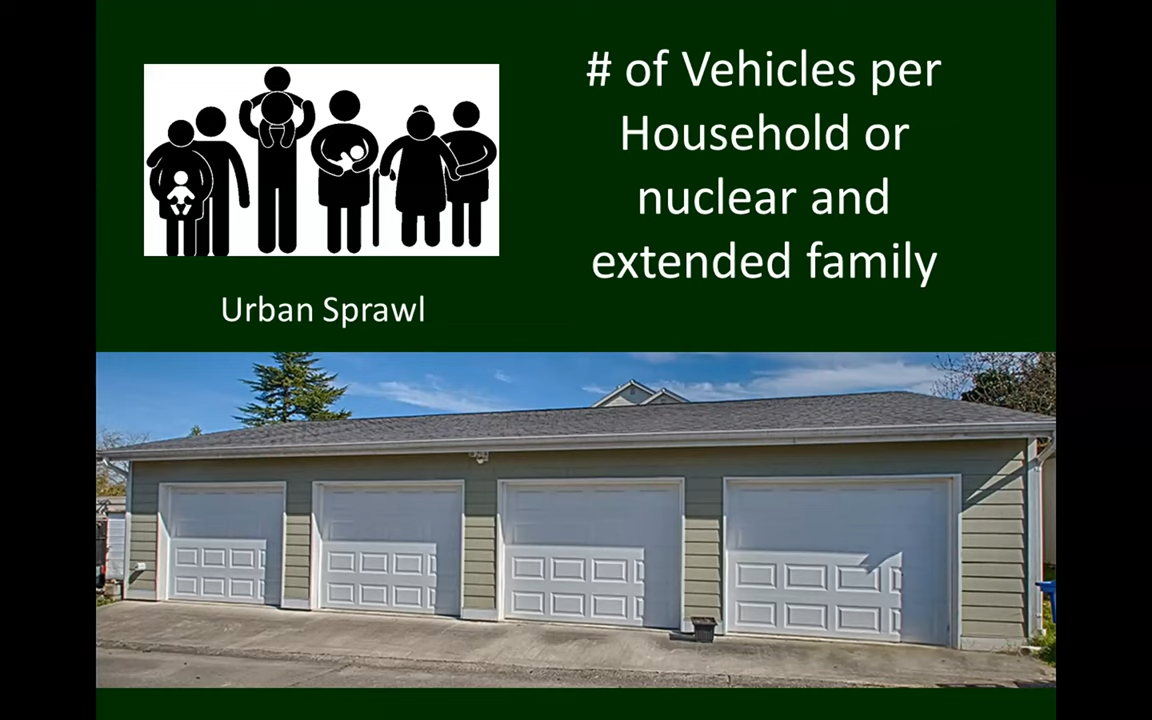 # of Vehicles per
Household or
nuclear and
extended family
Urban Sprawl